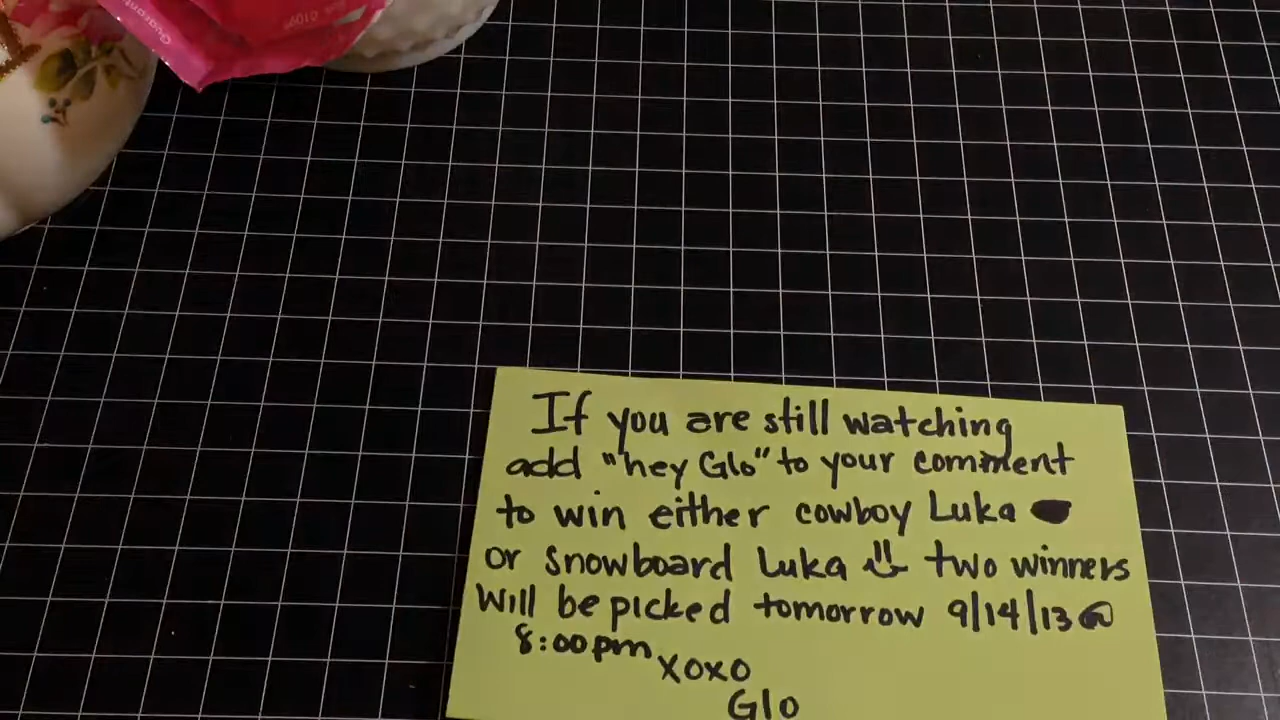 If you are still watching
add "hey Glo" to your comment
to win either cowboy Luka
or snowboard Luka two winners
Will be picked tomorrow 9/14/13 @
8:00pm
xoxo
Glo